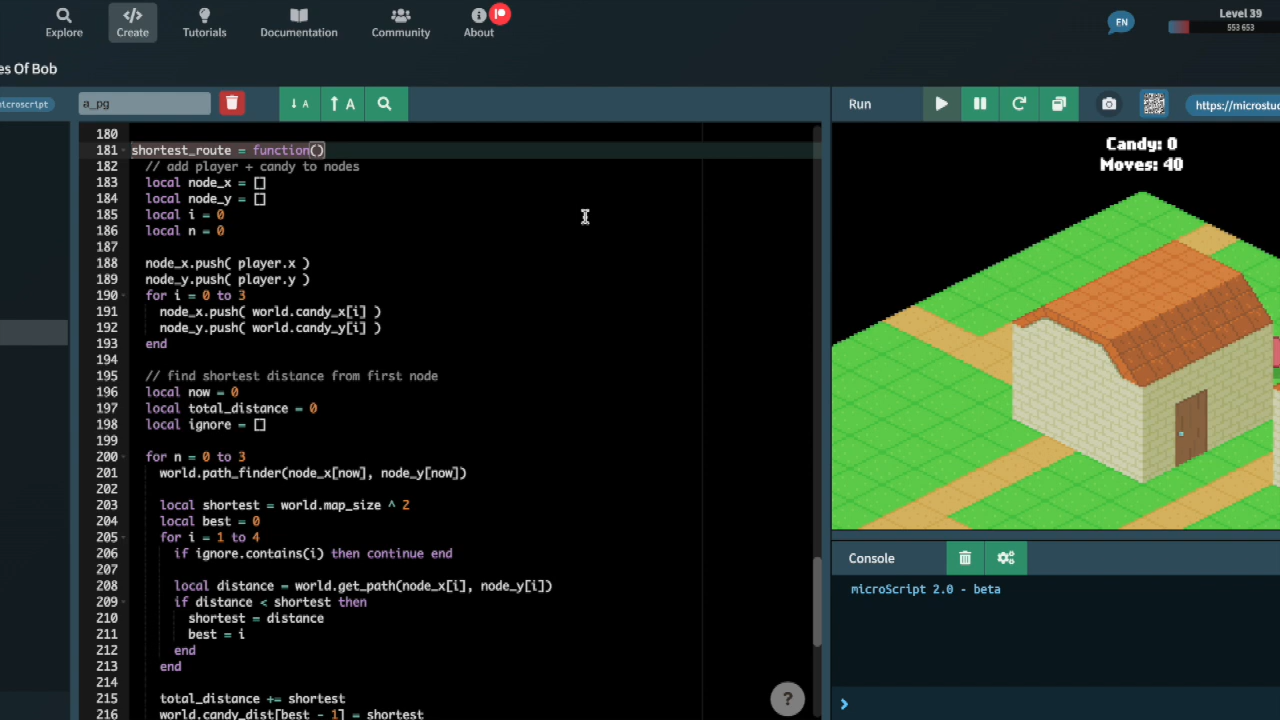 Explore
Create
Tutorials
Documentation
Community
About
EN
Level 39
553 653
es Of Bob
microscript
a_pg
↓ A
↑ A
Run
https://microstud
180
181 shortest_route = function()
182 // add player + candy to nodes
183 local node_x = []
184 local node_y = []
185 local i = 0
186 local n = 0
187
188 node_x.push( player.x )
189 node_y.push( player.y )
190 for i = 0 to 3
191 node_x.push( world.candy_x[i] )
192 node_y.push( world.candy_y[i] )
193 end
194
195 // find shortest distance from first node
196 local now = 0
197 local total_distance = 0
198 local ignore = []
199
200 for n = 0 to 3
201 world.path_finder(node_x[now], node_y[now])
202
203 local shortest = world.map_size ^ 2
204 local best = 0
205 for i = 1 to 4
206 if ignore.contains(i) then continue end
207
208 local distance = world.get_path(node_x[i], node_y[i])
209 if distance < shortest then
210 shortest = distance
211 best = i
212 end
213 end
214
215 total_distance += shortest
216 world.candy_dist[best - 1] = shortest
?
Candy: 0
Moves: 40
Console
microScript 2.0 - beta